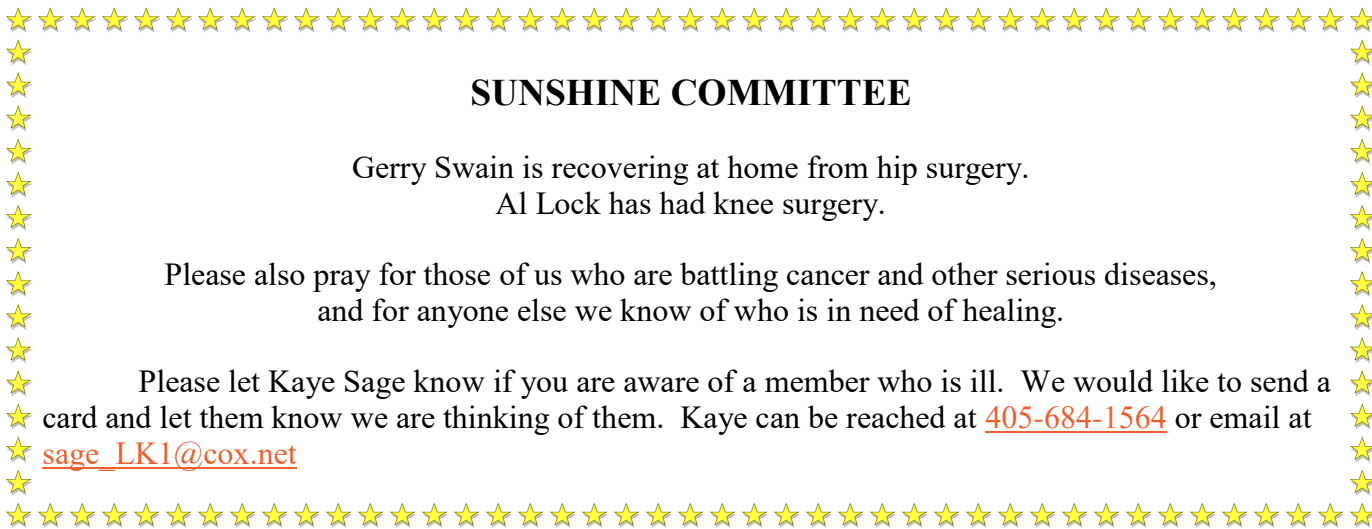 SUNSHINE COMMITTEE
Gerry Swain is recovering at home from hip surgery.
Al Lock has had knee surgery.
Please also pray for those of us who are battling cancer and other serious diseases,
and for anyone else we know of who is in need of healing.
Please let Kaye Sage know if you are aware of a member who is ill.  We would like to send a
card and let them know we are thinking of them.  Kaye can be reached at 405-684-1564 or email at
sage_LK1@cox.net